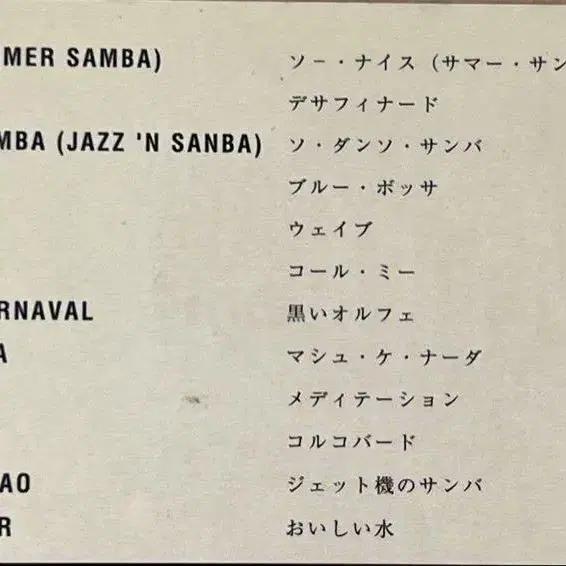 MER SAMBA) ソー・ナイス (サマー・サン
デサフィナード
MBA (JAZZ 'N SANBA) ソ・ダンソ・サンバ
ブルー・ボッサ
ウェイブ
コール・ミー
RNAVAL 黒いオルフェ
A マシュ・ケ・ナーダ
メディテーション
コルコバード
AO ジェット機のサンバ
R おいしい水